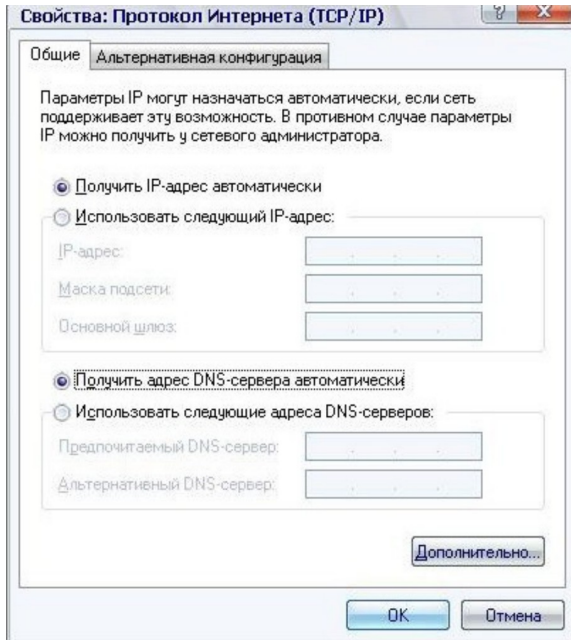 Свойства: Протокол Интернета (TCP/IP)
Общие
Альтернативная конфигурация
Параметры IP могут назначаться автоматически, если сеть
поддерживает эту возможность. В противном случае параметры
IP можно получить у сетевого администратора.
Получить IP-адрес автоматически
Использовать следующий IP-адрес:
IP-адрес:
Маска подсети:
Основной шлюз:
Получить адрес DNS-сервера автоматически
Использовать следующие адреса DNS-серверов:
Предпочитаемый DNS-сервер:
Альтернативный DNS-сервер:
Дополнительно...
OK
Отмена